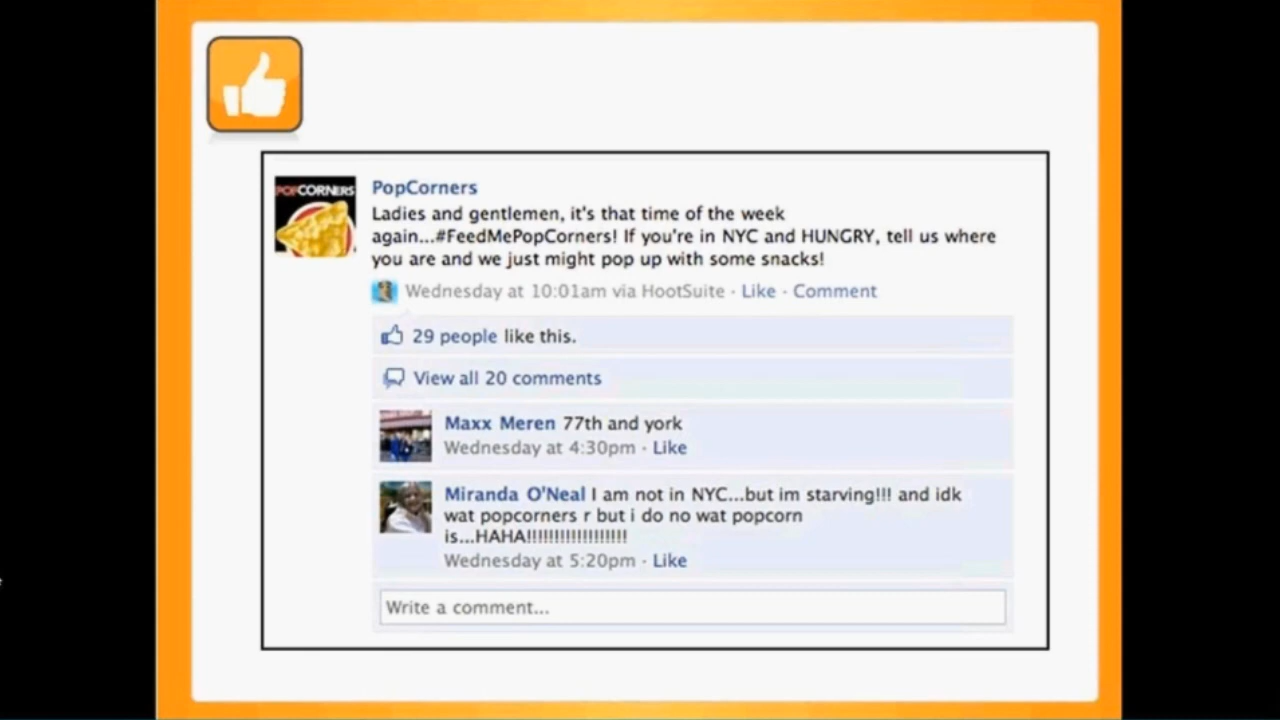 POPCORNERS
PopCorners
Ladies and gentlemen, it's that time of the week
again...#FeedMePopCorners! If you're in NYC and HUNGRY, tell us where
you are and we just might pop up with some snacks!
Wednesday at 10:01am via HootSuite · Like · Comment
29 people like this.
View all 20 comments
Maxx Meren 77th and york
Wednesday at 4:30pm · Like
Miranda O'Neal I am not in NYC...but im starving!!! and idk
wat popcorners r but i do no wat popcorn
is...HAHA!!!!!!!!!!!!!!!!!!
Wednesday at 5:20pm · Like
Write a comment...